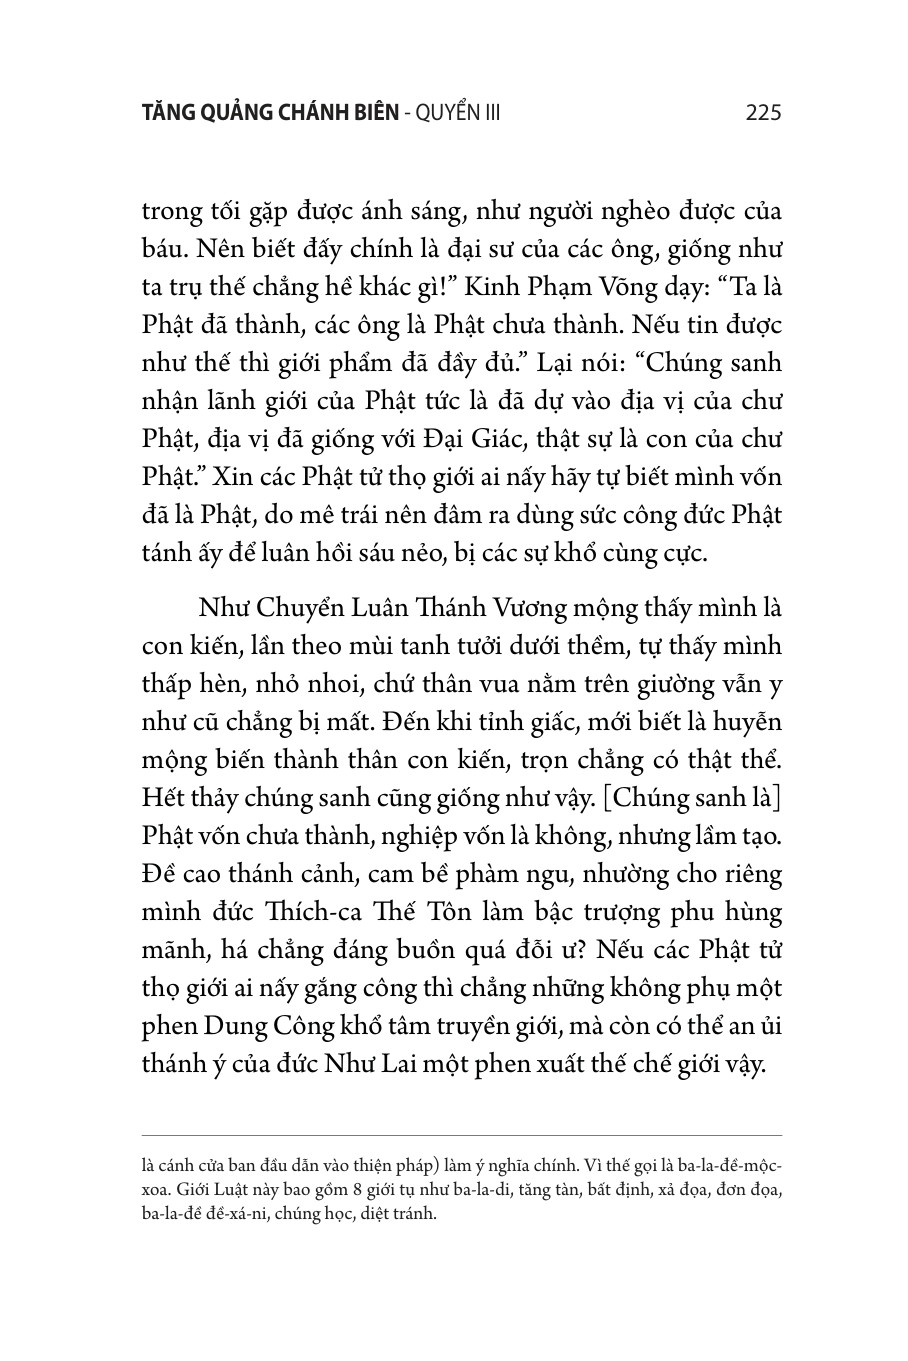 TĂNG QUẢNG CHÁNH BIÊN - QUYỂN III 225
trong tối gặp được ánh sáng, như người nghèo được của
báu. Nên biết đấy chính là đại sư của các ông, giống như
ta trụ thế chẳng hề khác gì!” Kinh Phạm Võng dạy: “Ta là
Phật đã thành, các ông là Phật chưa thành. Nếu tin được
như thế thì giới phẩm đã đầy đủ.” Lại nói: “Chúng sanh
nhận lãnh giới của Phật tức là đã dự vào địa vị của chư
Phật, địa vị đã giống với Đại Giác, thật sự là con của chư
Phật.” Xin các Phật tử thọ giới ai nấy hãy tự biết mình vốn
đã là Phật, do mê trái nên đâm ra dùng sức công đức Phật
tánh ấy để luân hồi sáu nẻo, bị các sự khổ cùng cực.
Như Chuyển Luân Thánh Vương mộng thấy mình là
con kiến, lần theo mùi tanh tưởi dưới thềm, tự thấy mình
thấp hèn, nhỏ nhoi, chứ thân vua nằm trên giường vẫn y
như cũ chẳng bị mất. Đến khi tỉnh giấc, mới biết là huyễn
mộng biến thành thân con kiến, trọn chẳng có thật thể.
Hết thảy chúng sanh cũng giống như vậy. [Chúng sanh là]
Phật vốn chưa thành, nghiệp vốn là không, nhưng lầm tạo.
Đề cao thánh cảnh, cam bề phàm ngu, nhường cho riêng
mình đức Thích-ca Thế Tôn làm bậc trượng phu hùng
mãnh, há chẳng đáng buồn quá đỗi ư? Nếu các Phật tử
thọ giới ai nấy gắng công thì chẳng những không phụ một
phen Dung Công khổ tâm truyền giới, mà còn có thể an ủi
thánh ý của đức Như Lai một phen xuất thế chế giới vậy.
là cánh cửa ban đầu dẫn vào thiện pháp) làm ý nghĩa chính. Vì thế gọi là ba-la-đề-mộc-
xoa. Giới Luật này bao gồm 8 giới tụ như ba-la-di, tăng tàn, bất định, xả đọa, đơn đọa,
ba-la-đề đề-xá-ni, chúng học, diệt tránh.